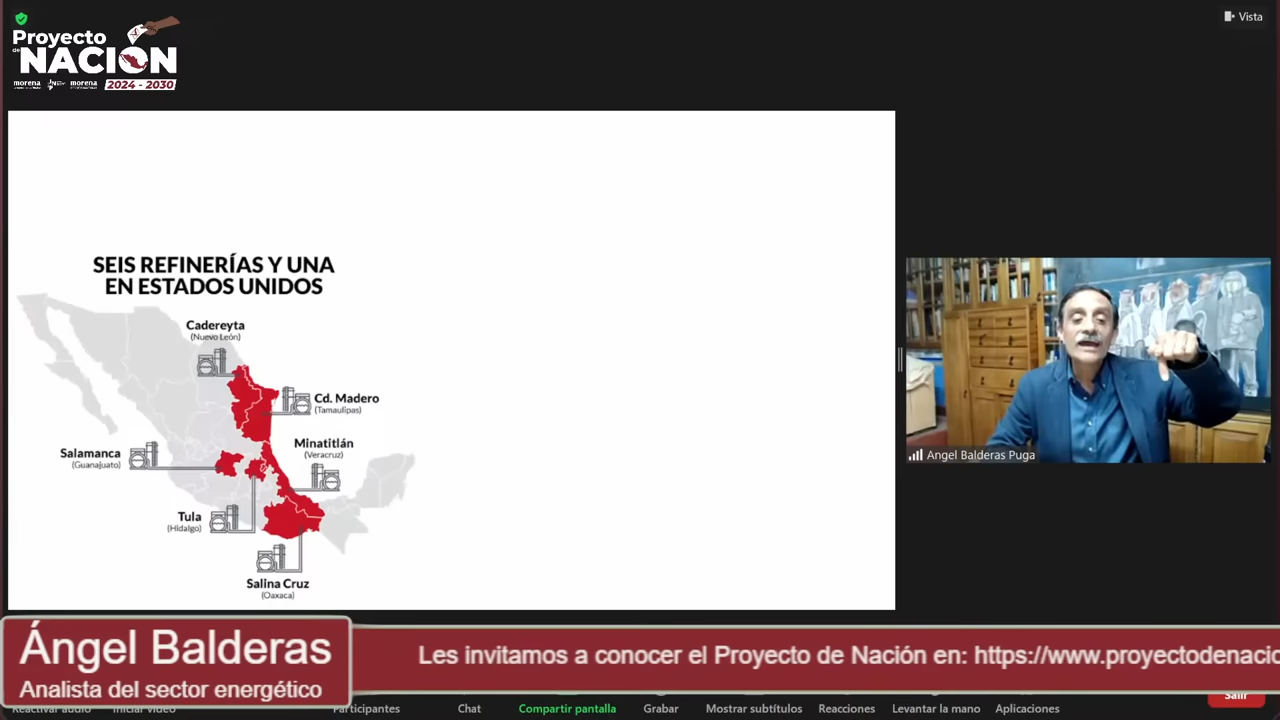 Proyecto
de
NACIÓN
morena
morena
2024 - 2030
Vista
SEIS REFINERÍAS Y UNA
EN ESTADOS UNIDOS
Cadereyta
(Nuevo León)
Cd. Madero
(Tamaulipas)
Minatitlán
(Veracruz)
Salamanca
(Guanajuato)
Tula
(Hidalgo)
Salina Cruz
(Oaxaca)
Angel Balderas Puga
Ángel Balderas
Analista del sector energético
Les invitamos a conocer el Proyecto de Nación en: https://www.proyectodenacio
Reactivar audio
Iniciar video
Participantes
Chat
Compartir pantalla
Grabar
Mostrar subtítulos
Reacciones
Levantar la mano
Aplicaciones
Salir